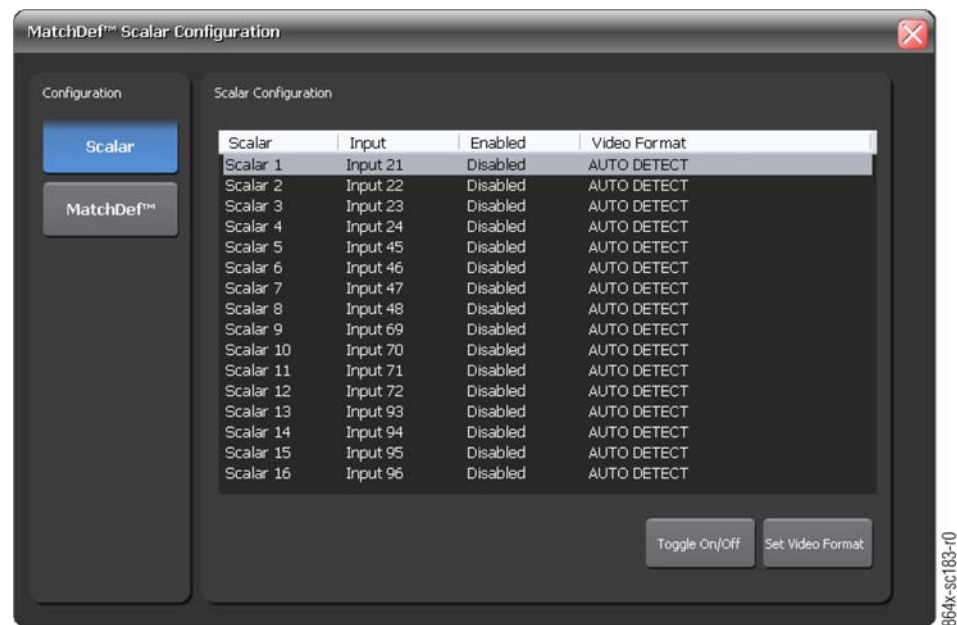 MatchDef™ Scalar Configuration
Configuration
Scalar
MatchDef™
Scalar Configuration
Scalar Input Enabled Video Format
Scalar 1 Input 21 Disabled AUTO DETECT
Scalar 2 Input 22 Disabled AUTO DETECT
Scalar 3 Input 23 Disabled AUTO DETECT
Scalar 4 Input 24 Disabled AUTO DETECT
Scalar 5 Input 45 Disabled AUTO DETECT
Scalar 6 Input 46 Disabled AUTO DETECT
Scalar 7 Input 47 Disabled AUTO DETECT
Scalar 8 Input 48 Disabled AUTO DETECT
Scalar 9 Input 69 Disabled AUTO DETECT
Scalar 10 Input 70 Disabled AUTO DETECT
Scalar 11 Input 71 Disabled AUTO DETECT
Scalar 12 Input 72 Disabled AUTO DETECT
Scalar 13 Input 93 Disabled AUTO DETECT
Scalar 14 Input 94 Disabled AUTO DETECT
Scalar 15 Input 95 Disabled AUTO DETECT
Scalar 16 Input 96 Disabled AUTO DETECT
Toggle On/Off Set Video Format
864x-sc183-r0